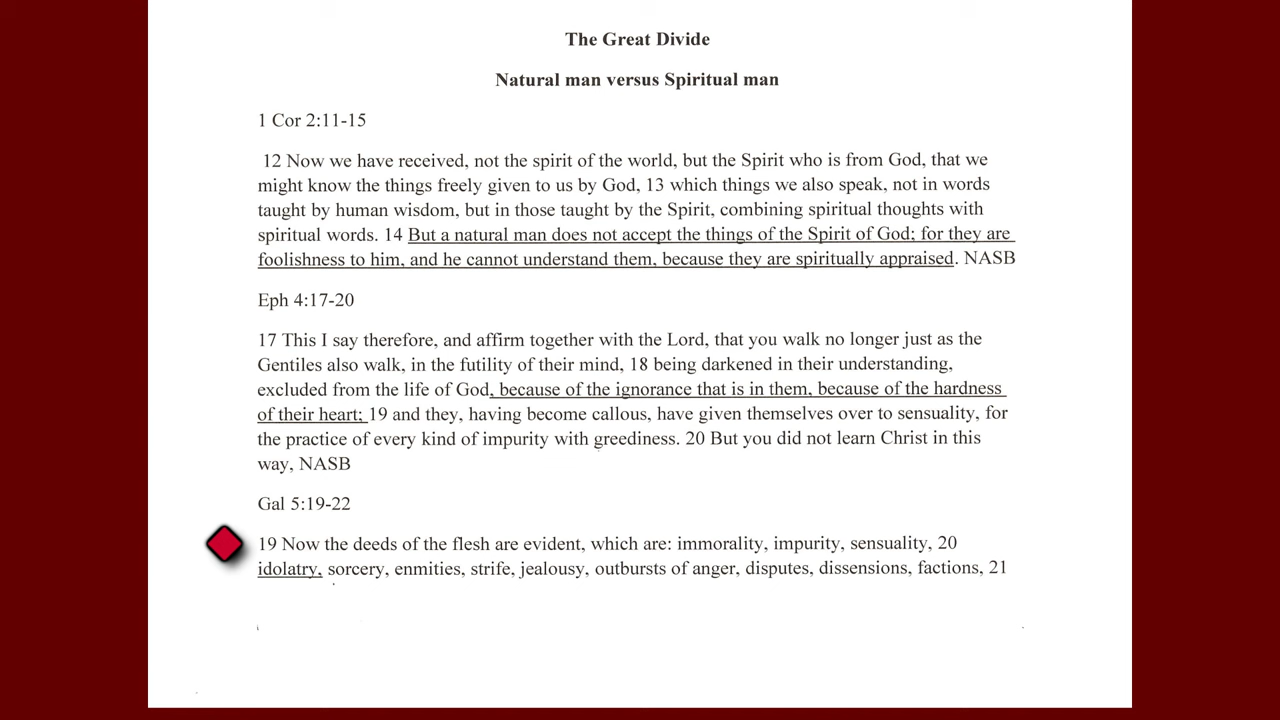 The Great Divide
Natural man versus Spiritual man
1 Cor 2:11-15
12 Now we have received, not the spirit of the world, but the Spirit who is from God, that we
might know the things freely given to us by God, 13 which things we also speak, not in words
taught by human wisdom, but in those taught by the Spirit, combining spiritual thoughts with
spiritual words. 14 But a natural man does not accept the things of the Spirit of God; for they are
foolishness to him, and he cannot understand them, because they are spiritually appraised. NASB
Eph 4:17-20
17 This I say therefore, and affirm together with the Lord, that you walk no longer just as the
Gentiles also walk, in the futility of their mind, 18 being darkened in their understanding,
excluded from the life of God, because of the ignorance that is in them, because of the hardness
of their heart; 19 and they, having become callous, have given themselves over to sensuality, for
the practice of every kind of impurity with greediness. 20 But you did not learn Christ in this
way, NASB
Gal 5:19-22
19 Now the deeds of the flesh are evident, which are: immorality, impurity, sensuality, 20
idolatry, sorcery, enmities, strife, jealousy, outbursts of anger, disputes, dissensions, factions, 21